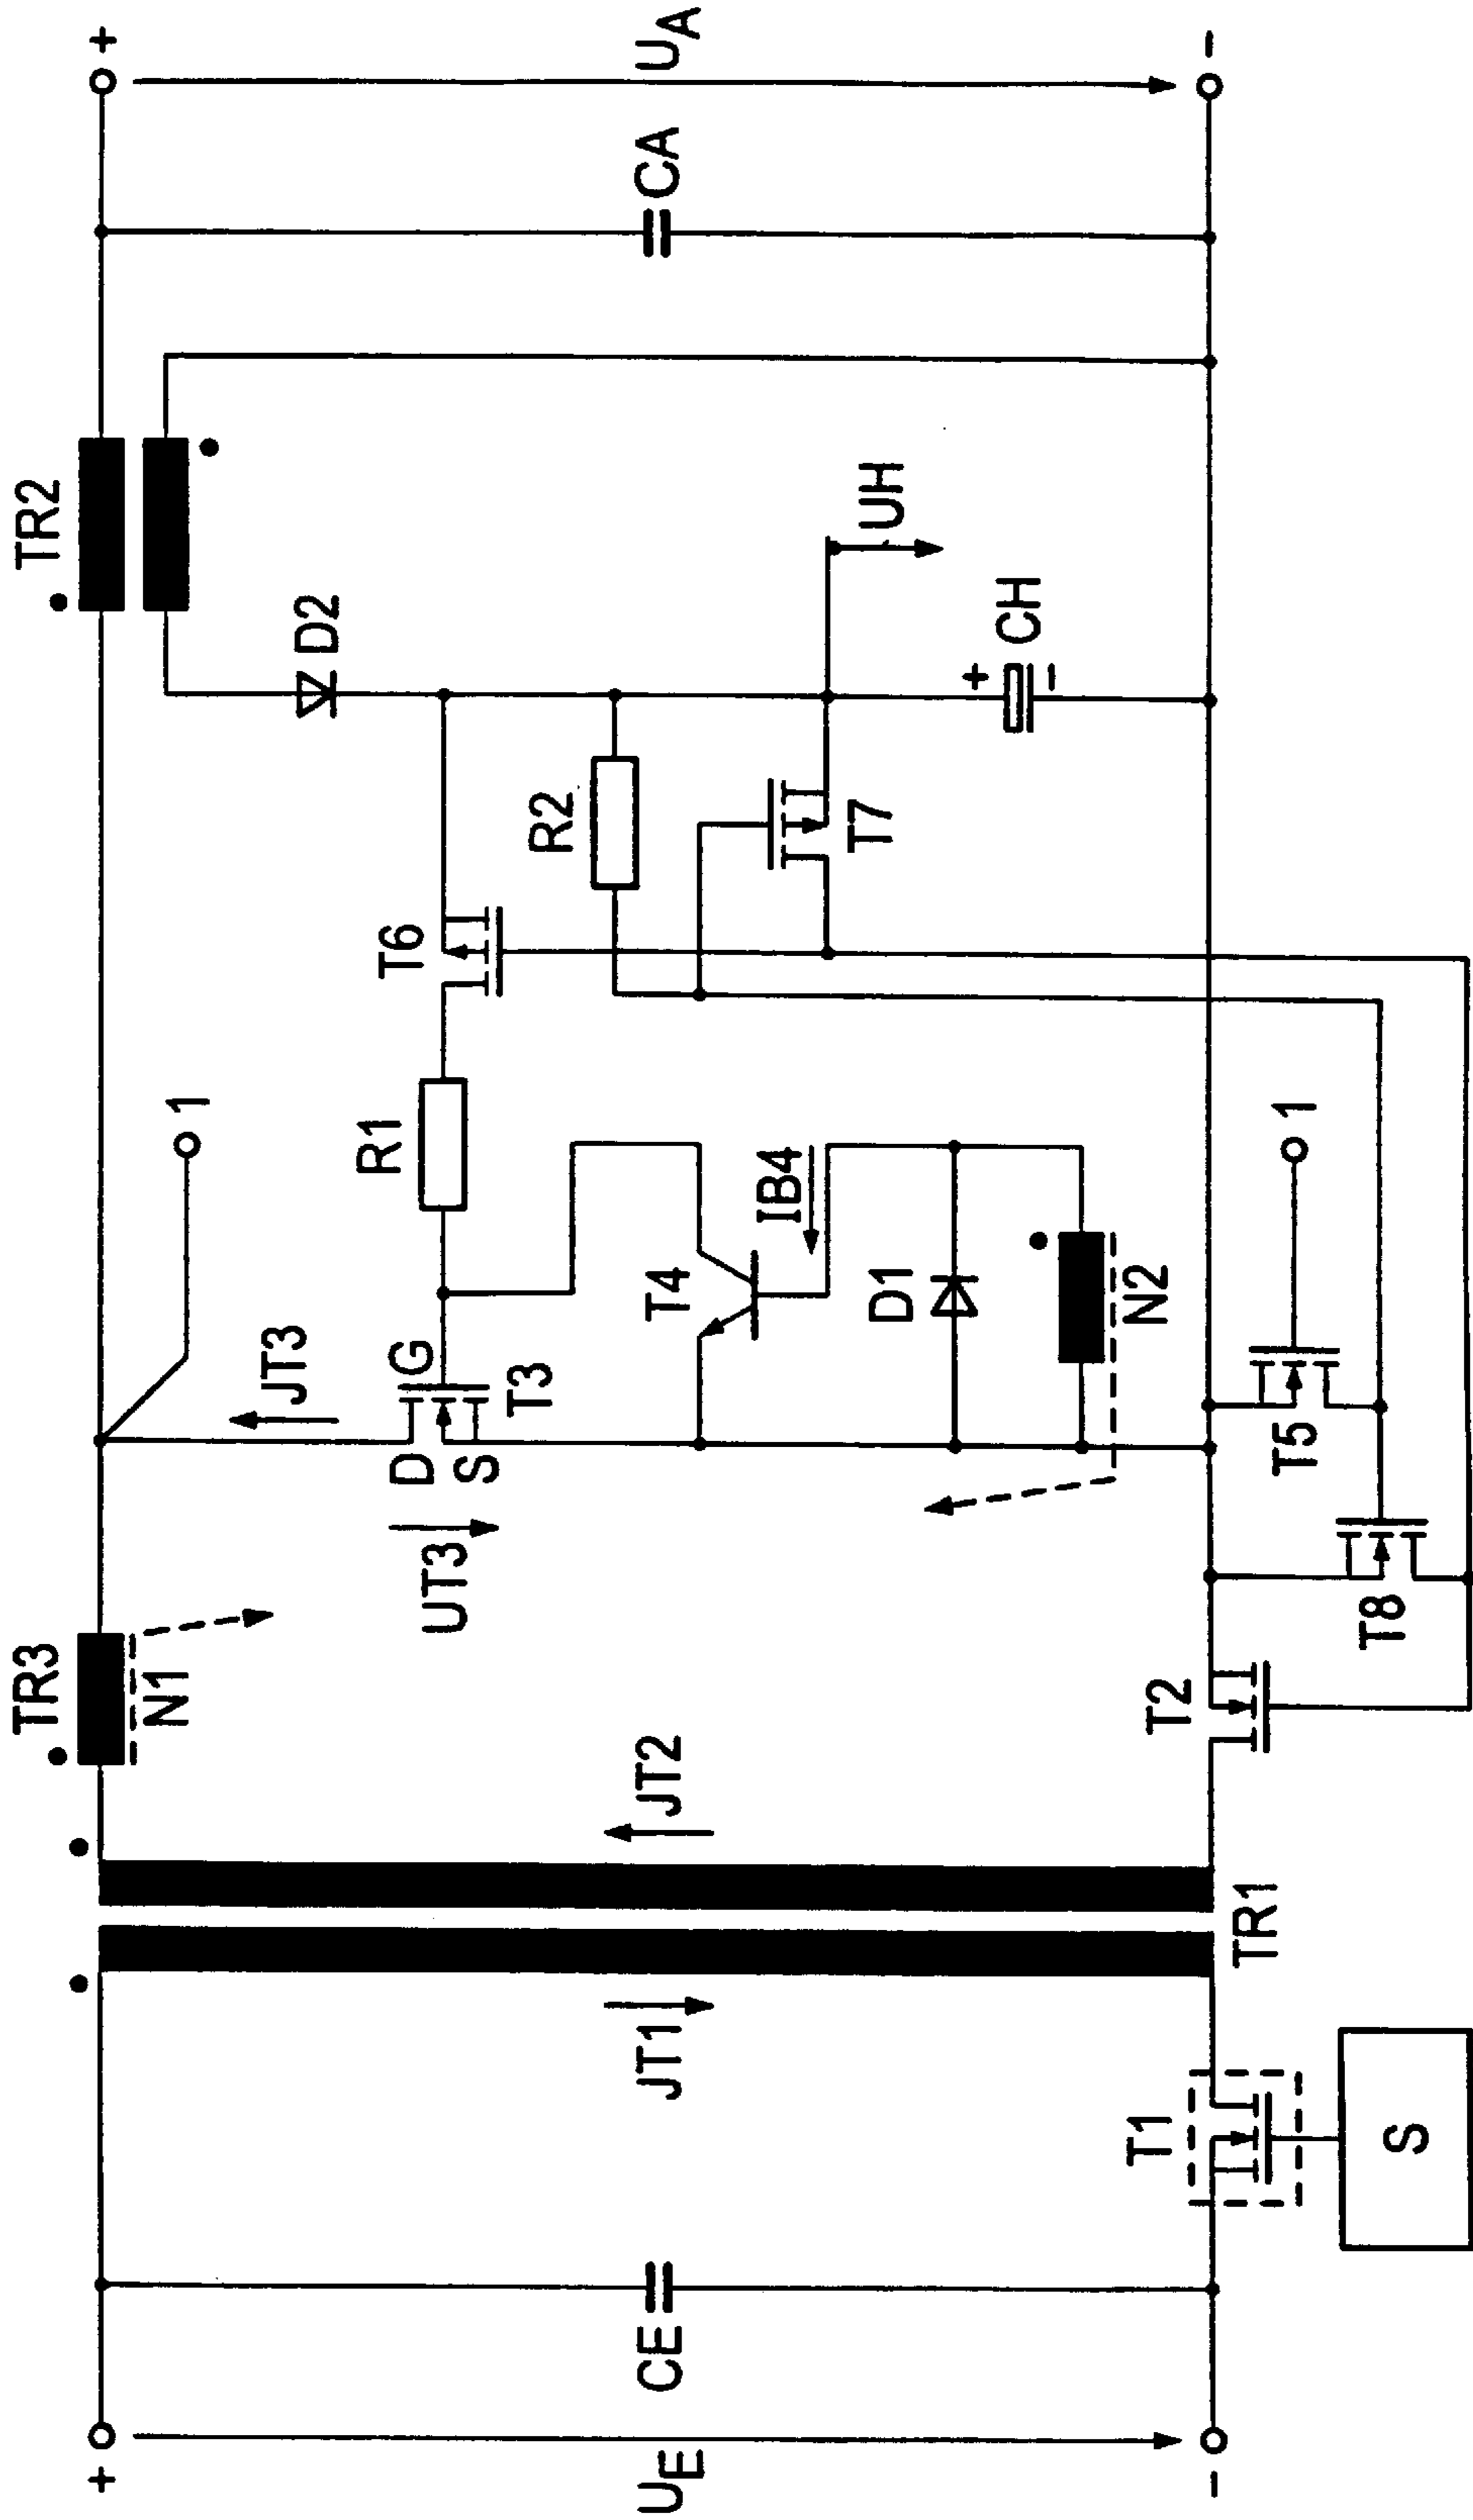 +
UE
-
CE
T1
S
JT1
TR1
JT2
TR3
N1
T2
T8
T5
UT3
D
S
G
T3
JT3
1
T4
IB4
D1
N2
1
R1
T6
R2
T7
D2
TR2
+
CH
-
UH
CA
+
UA
-